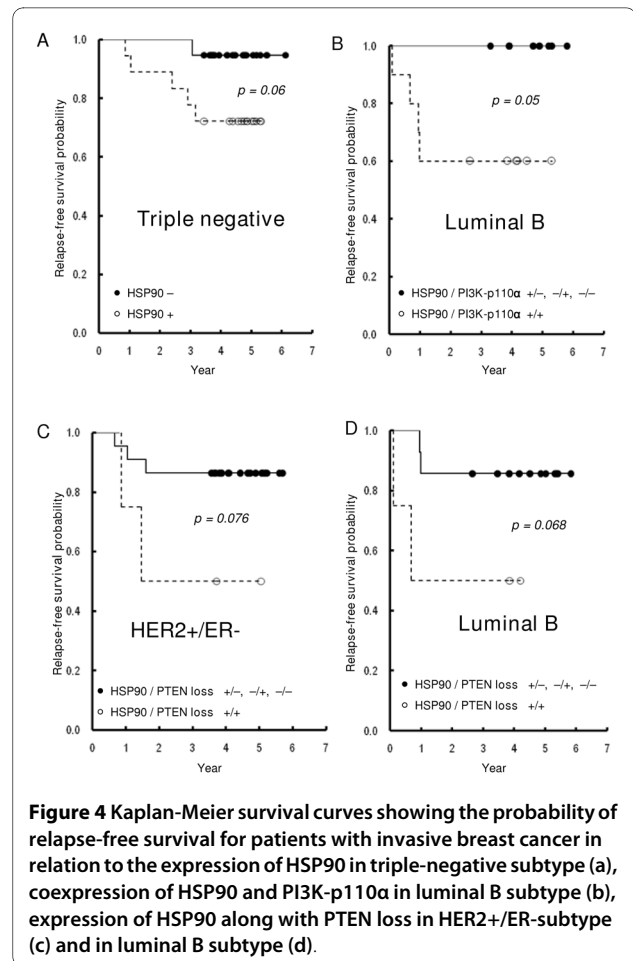 A
Relapse-free survival probability
1.0
0.8
0.6
0.4
0.2
0.0
p = 0.06
Triple negative
HSP90 –
HSP90 +
0 1 2 3 4 5 6 7
Year
B
Relapse-free survival probability
1.0
0.8
0.6
0.4
0.2
0.0
p = 0.05
Luminal B
HSP90 / PI3K-p110α +/–, –/+, –/–
HSP90 / PI3K-p110α +/+
0 1 2 3 4 5 6 7
Year
C
Relapse-free survival probability
1.0
0.8
0.6
0.4
0.2
0.0
p = 0.076
HER2+/ER-
HSP90 / PTEN loss +/–, –/+, –/–
HSP90 / PTEN loss +/+
0 1 2 3 4 5 6 7
Year
D
Relapse-free survival probability
1.0
0.8
0.6
0.4
0.2
0.0
p = 0.068
Luminal B
HSP90 / PTEN loss +/–, –/+, –/–
HSP90 / PTEN loss +/+
0 1 2 3 4 5 6 7
Year
Figure 4 Kaplan-Meier survival curves showing the probability of
relapse-free survival for patients with invasive breast cancer in
relation to the expression of HSP90 in triple-negative subtype (a),
coexpression of HSP90 and PI3K-p110α in luminal B subtype (b),
expression of HSP90 along with PTEN loss in HER2+/ER-subtype
(c) and in luminal B subtype (d).